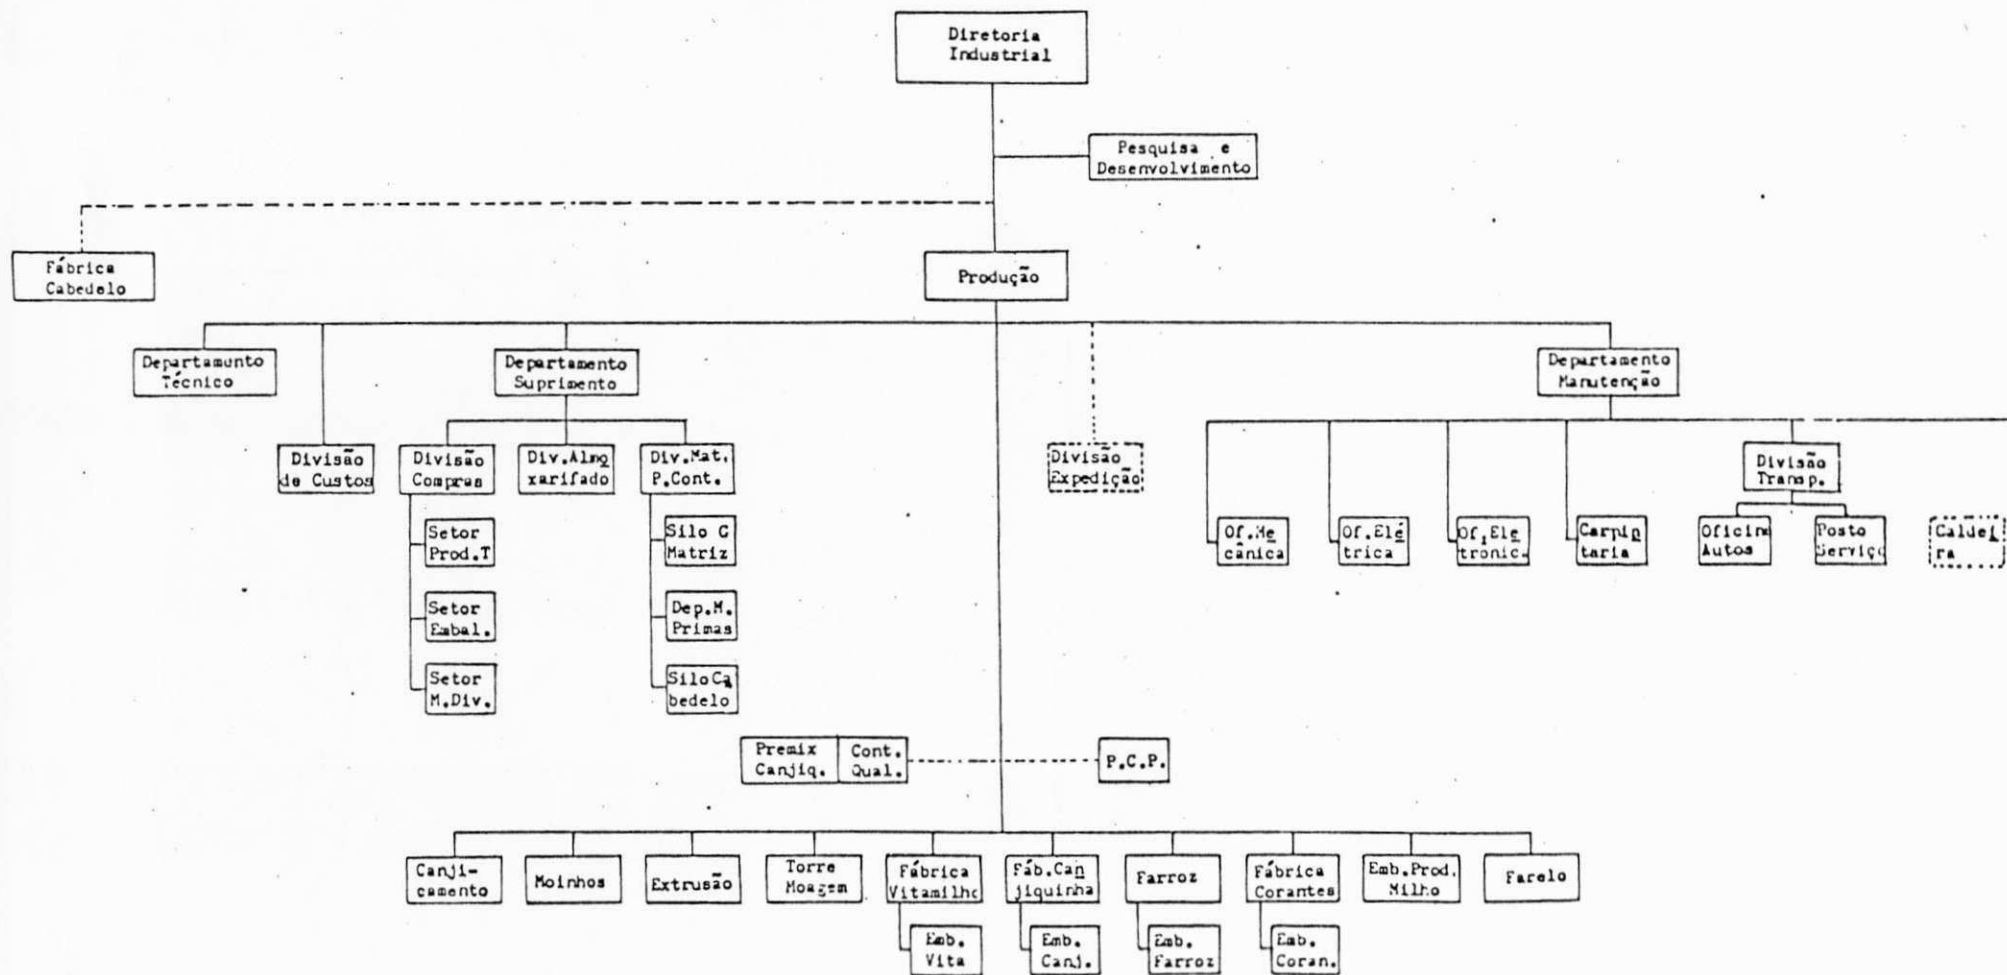 Diretoria
Industrial
Pesquisa e
Desenvolvimento
Fábrica
Cabedelo
Produção
Departamento
Técnico
Departamento
Suprimento
Departamento
Manutenção
Divisão
de Custos
Divisão
Compras
Div.Almo
xarifado
Div.Mat.
P.Cont.
Divisão
Expedição
Divisão
Transp.
Setor
Prod.T
Silo G
Matriz
Of.Me
cânica
Of.Elé
trica
Of.Ele
tronic.
Carpin
taria
Oficina
Autos
Posto
Serviço
Caldei
ra
Setor
Embal.
Dep.M.
Primas
Setor
M.Div.
Silo Ca
bedelo
Premix
Canjiq.
Cont.
Qual.
P.C.P.
Canji-
camento
Moinhos
Extrusão
Torre
Moagem
Fábrica
Vitamilho
Fáb.Can
jiquinha
Farroz
Fábrica
Corantes
Emb.Prod.
Milho
Farelo
Emb.
Vita
Emb.
Canj.
Emb.
Farroz
Emb.
Coran.